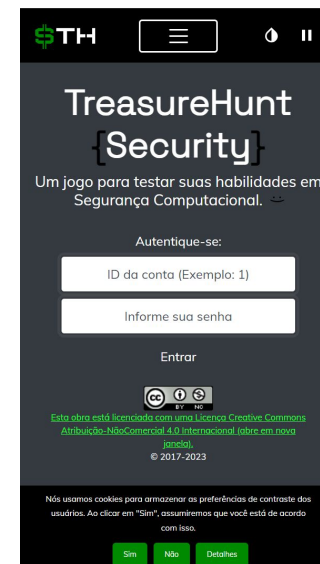 $TH
TreasureHunt
{Security}
Um jogo para testar suas habilidades em
Segurança Computacional.
Autentique-se:
ID da conta (Exemplo: 1)
Informe sua senha
Entrar
CC BY NC
Esta obra está licenciada com uma Licença Creative Commons
Atribuição-NãoComercial 4.0 Internacional (abre em nova
janela).
© 2017-2023
Nós usamos cookies para armazenar as preferências de contraste dos
usuários. Ao clicar em "Sim", assumiremos que você está de acordo
com isso.
Sim Não Detalhes